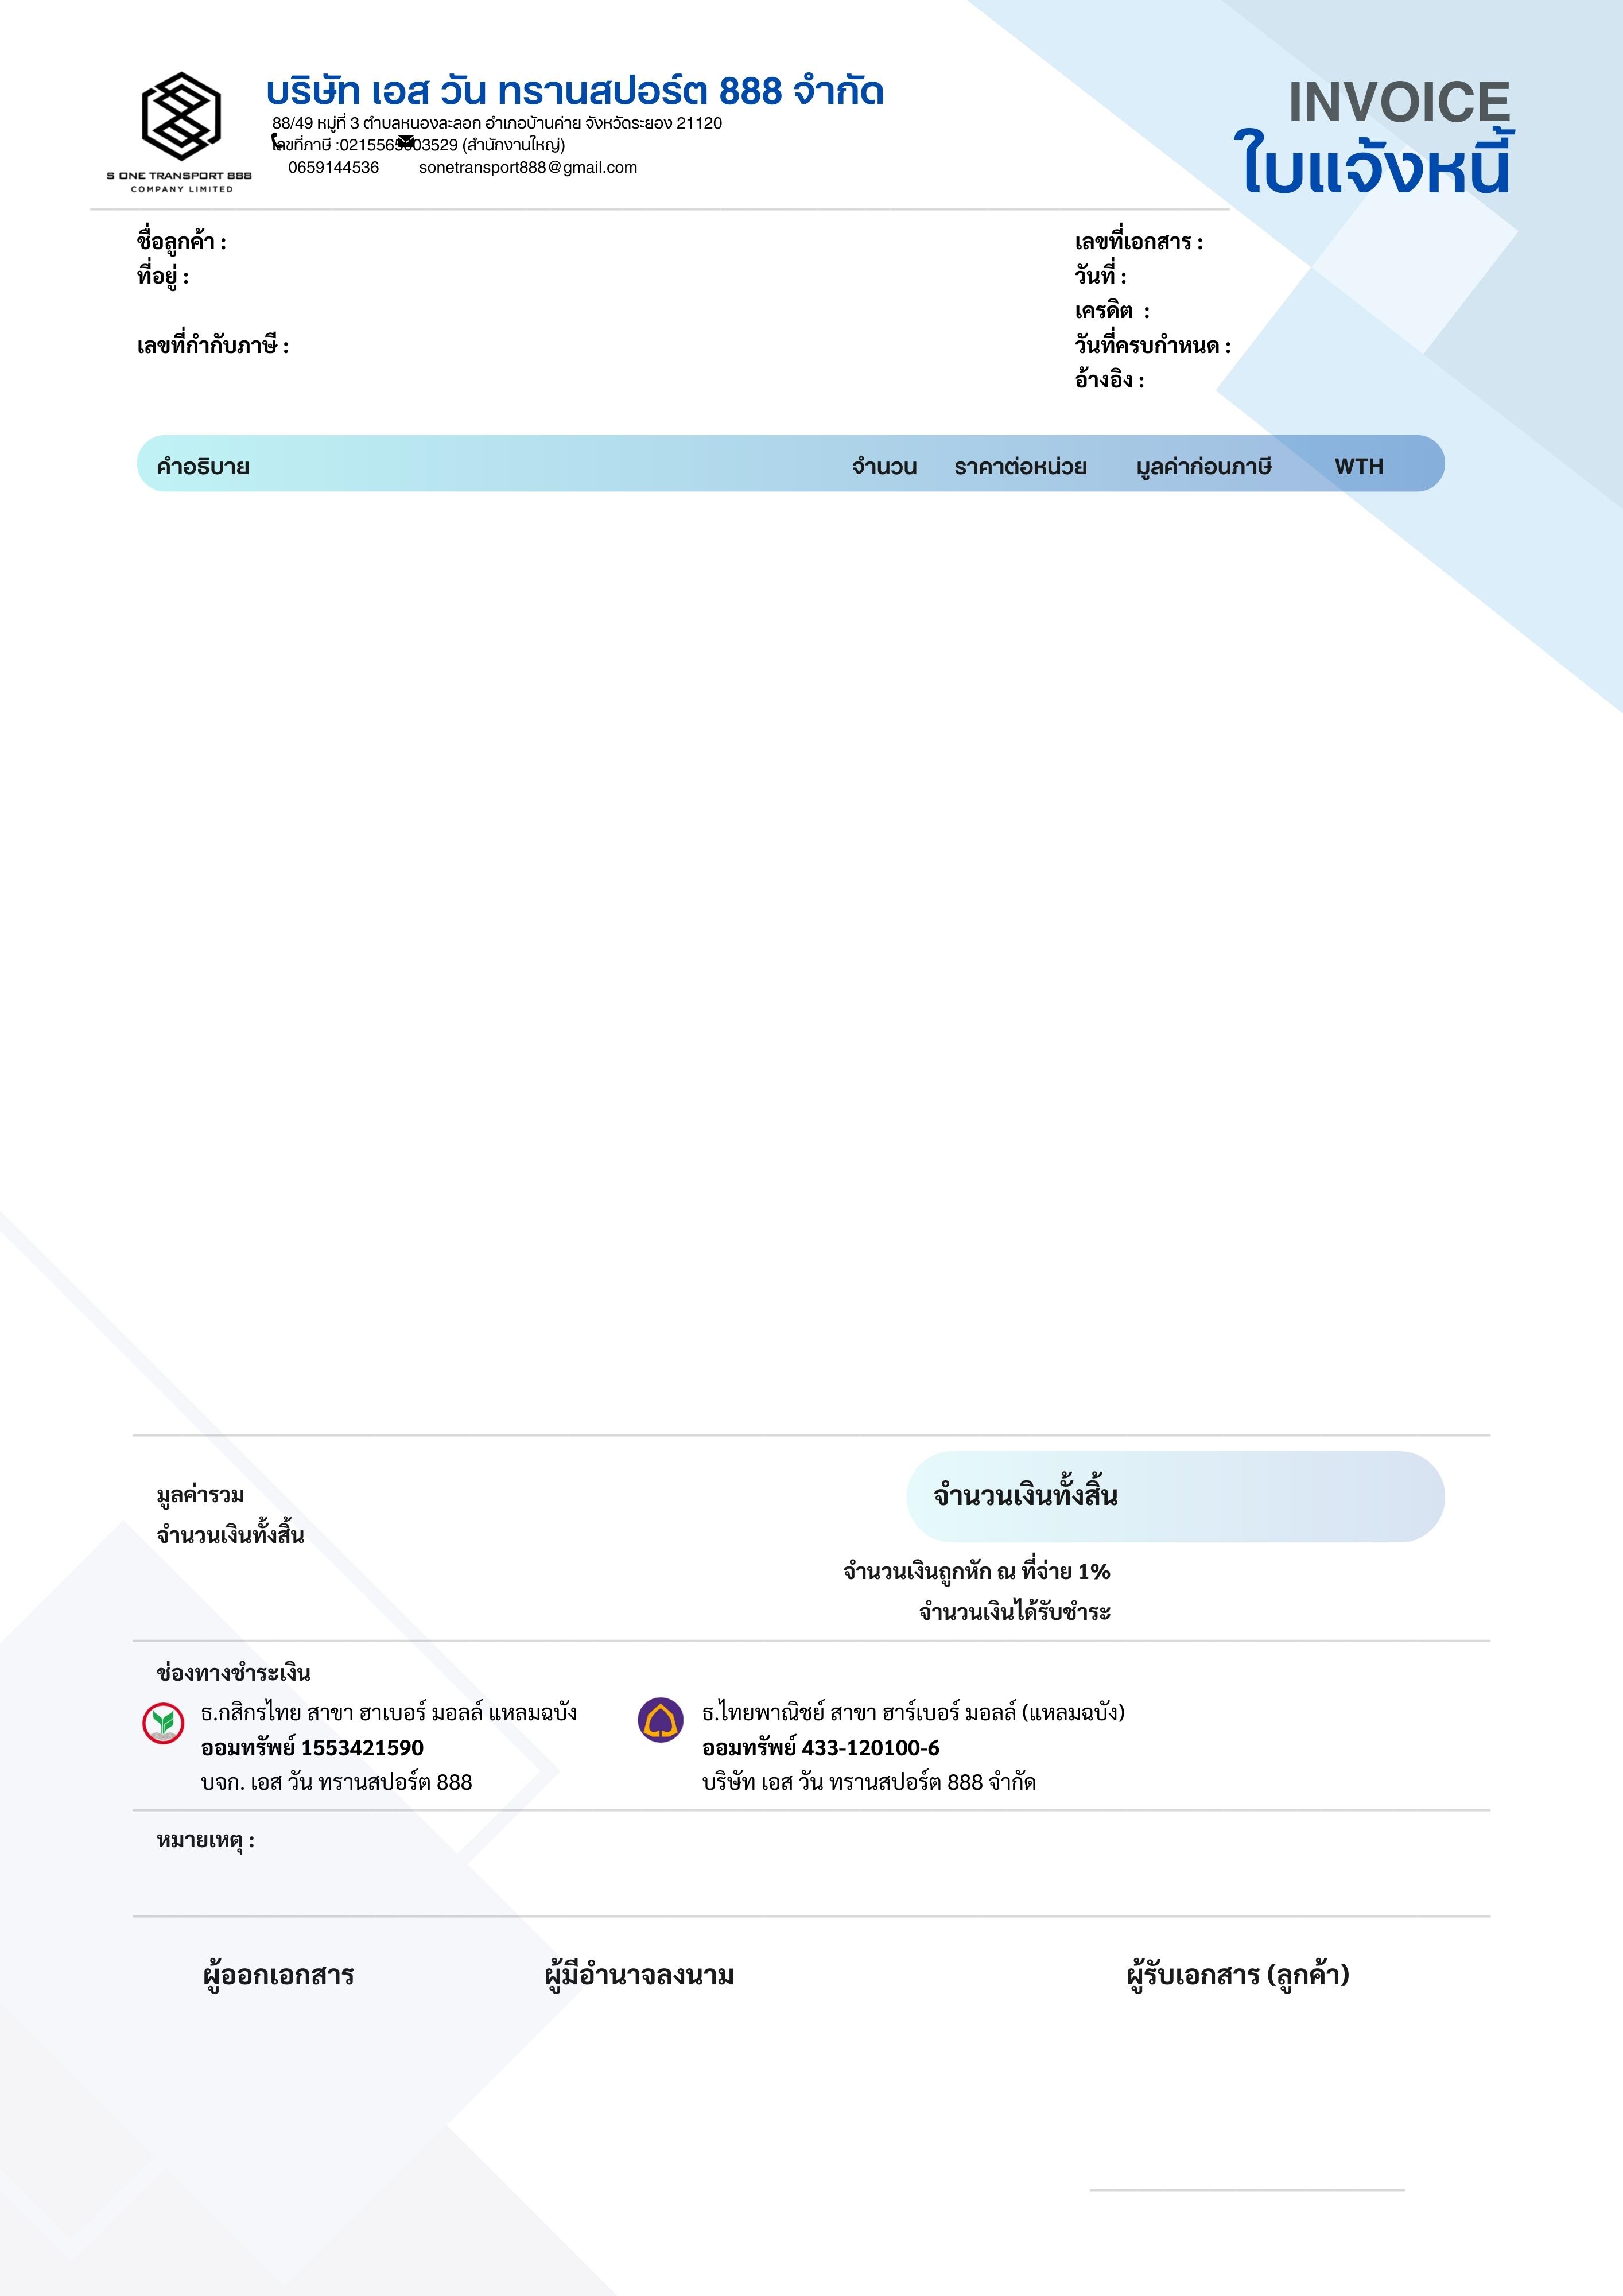 บริษัท เอส วัน ทรานสปอร์ต 888 จำกัด
88/49 หมู่ที่ 3 ตำบลหนองละลอก อำเภอบ้านค่าย จังหวัดระยอง 21120
เลขที่ภาษี :0215565003529 (สำนักงานใหญ่)
0659144536 sonetransport888@gmail.com
S ONE TRANSPORT 888
COMPANY LIMITED
INVOICE
ใบแจ้งหนี้
ชื่อลูกค้า :
ที่อยู่ :
เลขที่กำกับภาษี :
เลขที่เอกสาร :
วันที่ :
เครดิต :
วันที่ครบกำหนด :
อ้างอิง :
คำอธิบาย จำนวน ราคาต่อหน่วย มูลค่าก่อนภาษี WTH
มูลค่ารวม
จำนวนเงินทั้งสิ้น
จำนวนเงินทั้งสิ้น
จำนวนเงินถูกหัก ณ ที่จ่าย 1%
จำนวนเงินได้รับชำระ
ช่องทางชำระเงิน
ธ.กสิกรไทย สาขา ฮาเบอร์ มอลล์ แหลมฉบัง
ออมทรัพย์ 1553421590
บจก. เอส วัน ทรานสปอร์ต 888
ธ.ไทยพาณิชย์ สาขา ฮาร์เบอร์ มอลล์ (แหลมฉบัง)
ออมทรัพย์ 433-120100-6
บริษัท เอส วัน ทรานสปอร์ต 888 จำกัด
หมายเหตุ :
ผู้ออกเอกสาร ผู้มีอำนาจลงนาม ผู้รับเอกสาร (ลูกค้า)